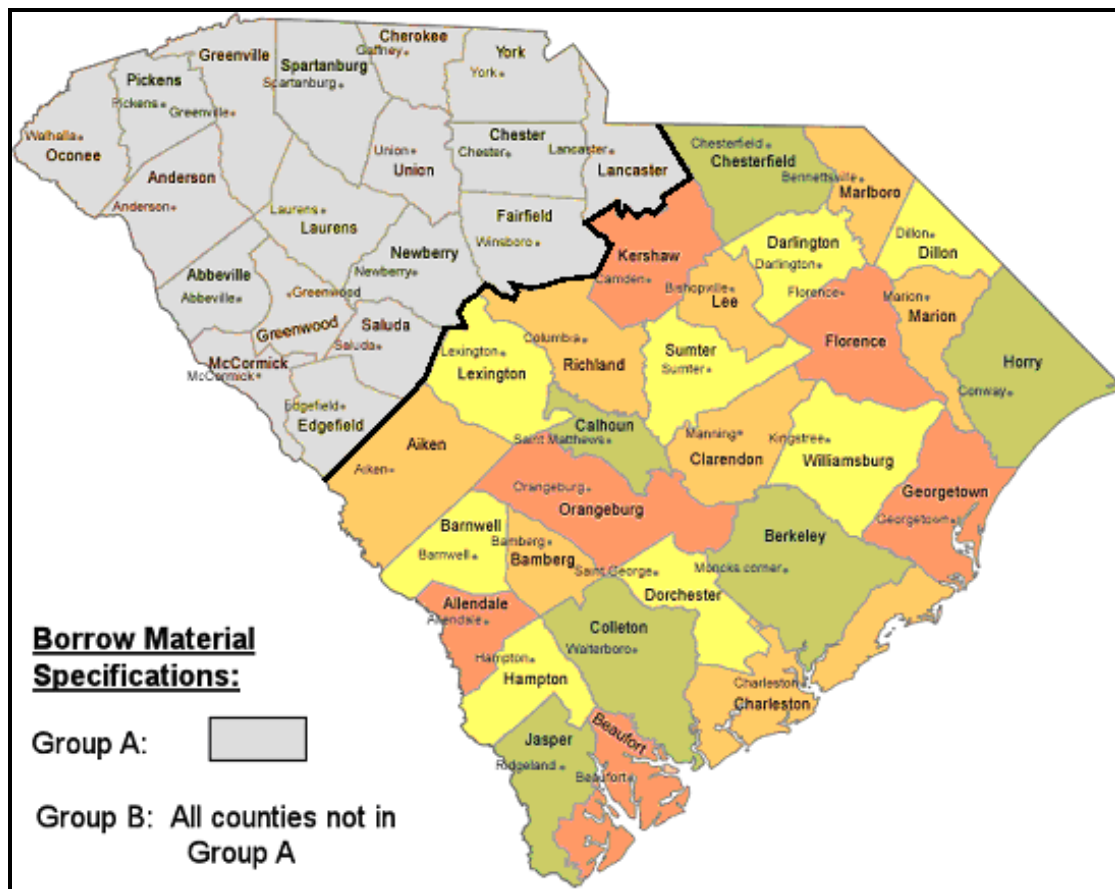 Cherokee
York
Greenville
Gaffney
Spartanburg
York
Pickens
Spartanburg
Pickens
Greenville
Chester
Chesterfield
Walhalla
Union
Chester
Lancaster
Oconee
Union
Lancaster
Chesterfield
Anderson
Bennettsville
Marlboro
Anderson
Laurens
Fairfield
Laurens
Dillon
Newberry
Winsboro
Kershaw
Darlington
Dillon
Abbeville
Newberry
Camden
Darlington
Abbeville
Greenwood
Bishopville
Lee
Florence
Marion
Marion
Greenwood
Saluda
Columbia
Florence
Saluda
Lexington
Richland
Sumter
Horry
McCormick
Lexington
Sumter
McCormick
Conway
Edgefield
Calhoun
Edgefield
Aiken
Saint Matthews
Manning
Kingstree
Clarendon
Williamsburg
Aiken
Orangeburg
Georgetown
Orangeburg
Georgetown
Barnwell
Berkeley
Bamberg
Barnwell
Bamberg
Saint George
Moncks corner
Dorchester
Allendale
Allendale
Colleton
Borrow Material
Specifications:
Hampton
Walterboro
Hampton
Charleston
Charleston
Beaufort
Group A:
Jasper
Ridgeland
Beaufort
Group B: All counties not in
Group A